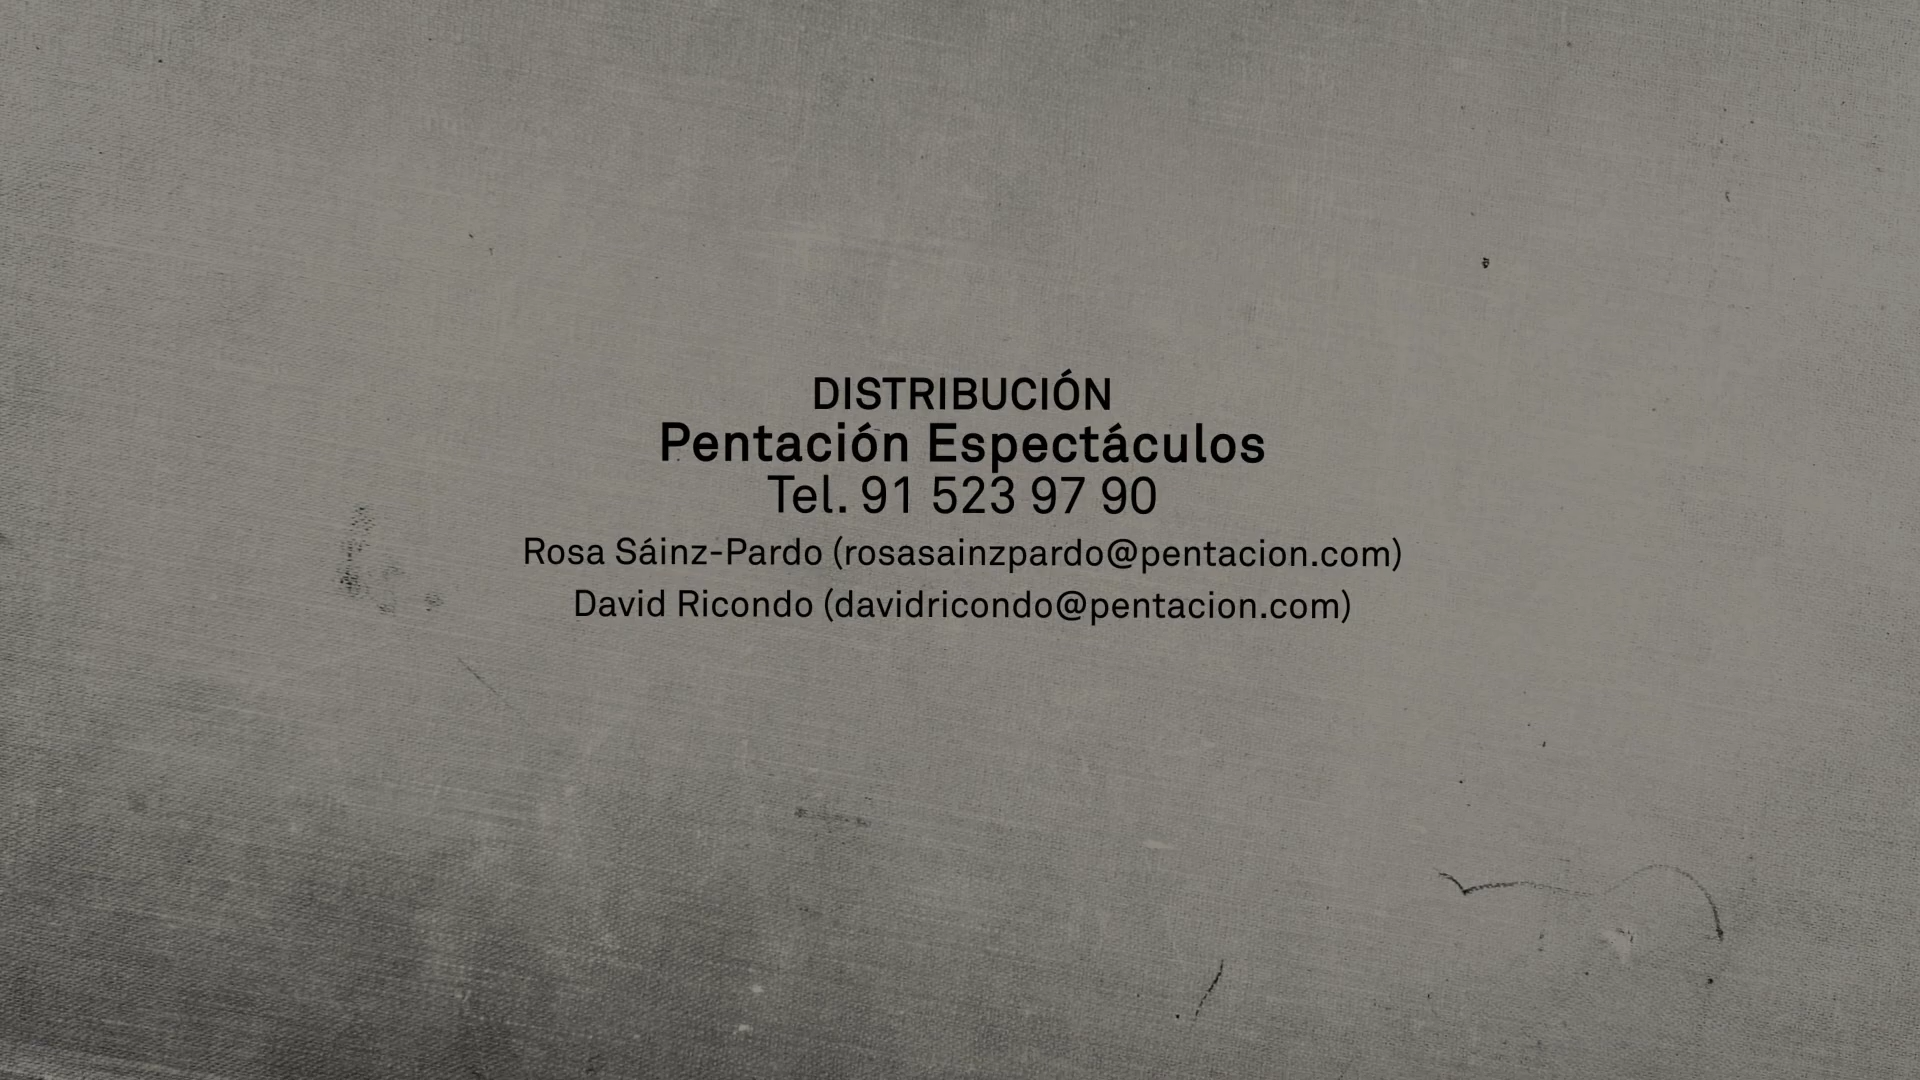 DISTRIBUCIÓN
Pentación Espectáculos
Tel. 91 523 97 90
Rosa Sáinz-Pardo (rosasainzpardo@pentacion.com)
David Ricondo (davidricondo@pentacion.com)